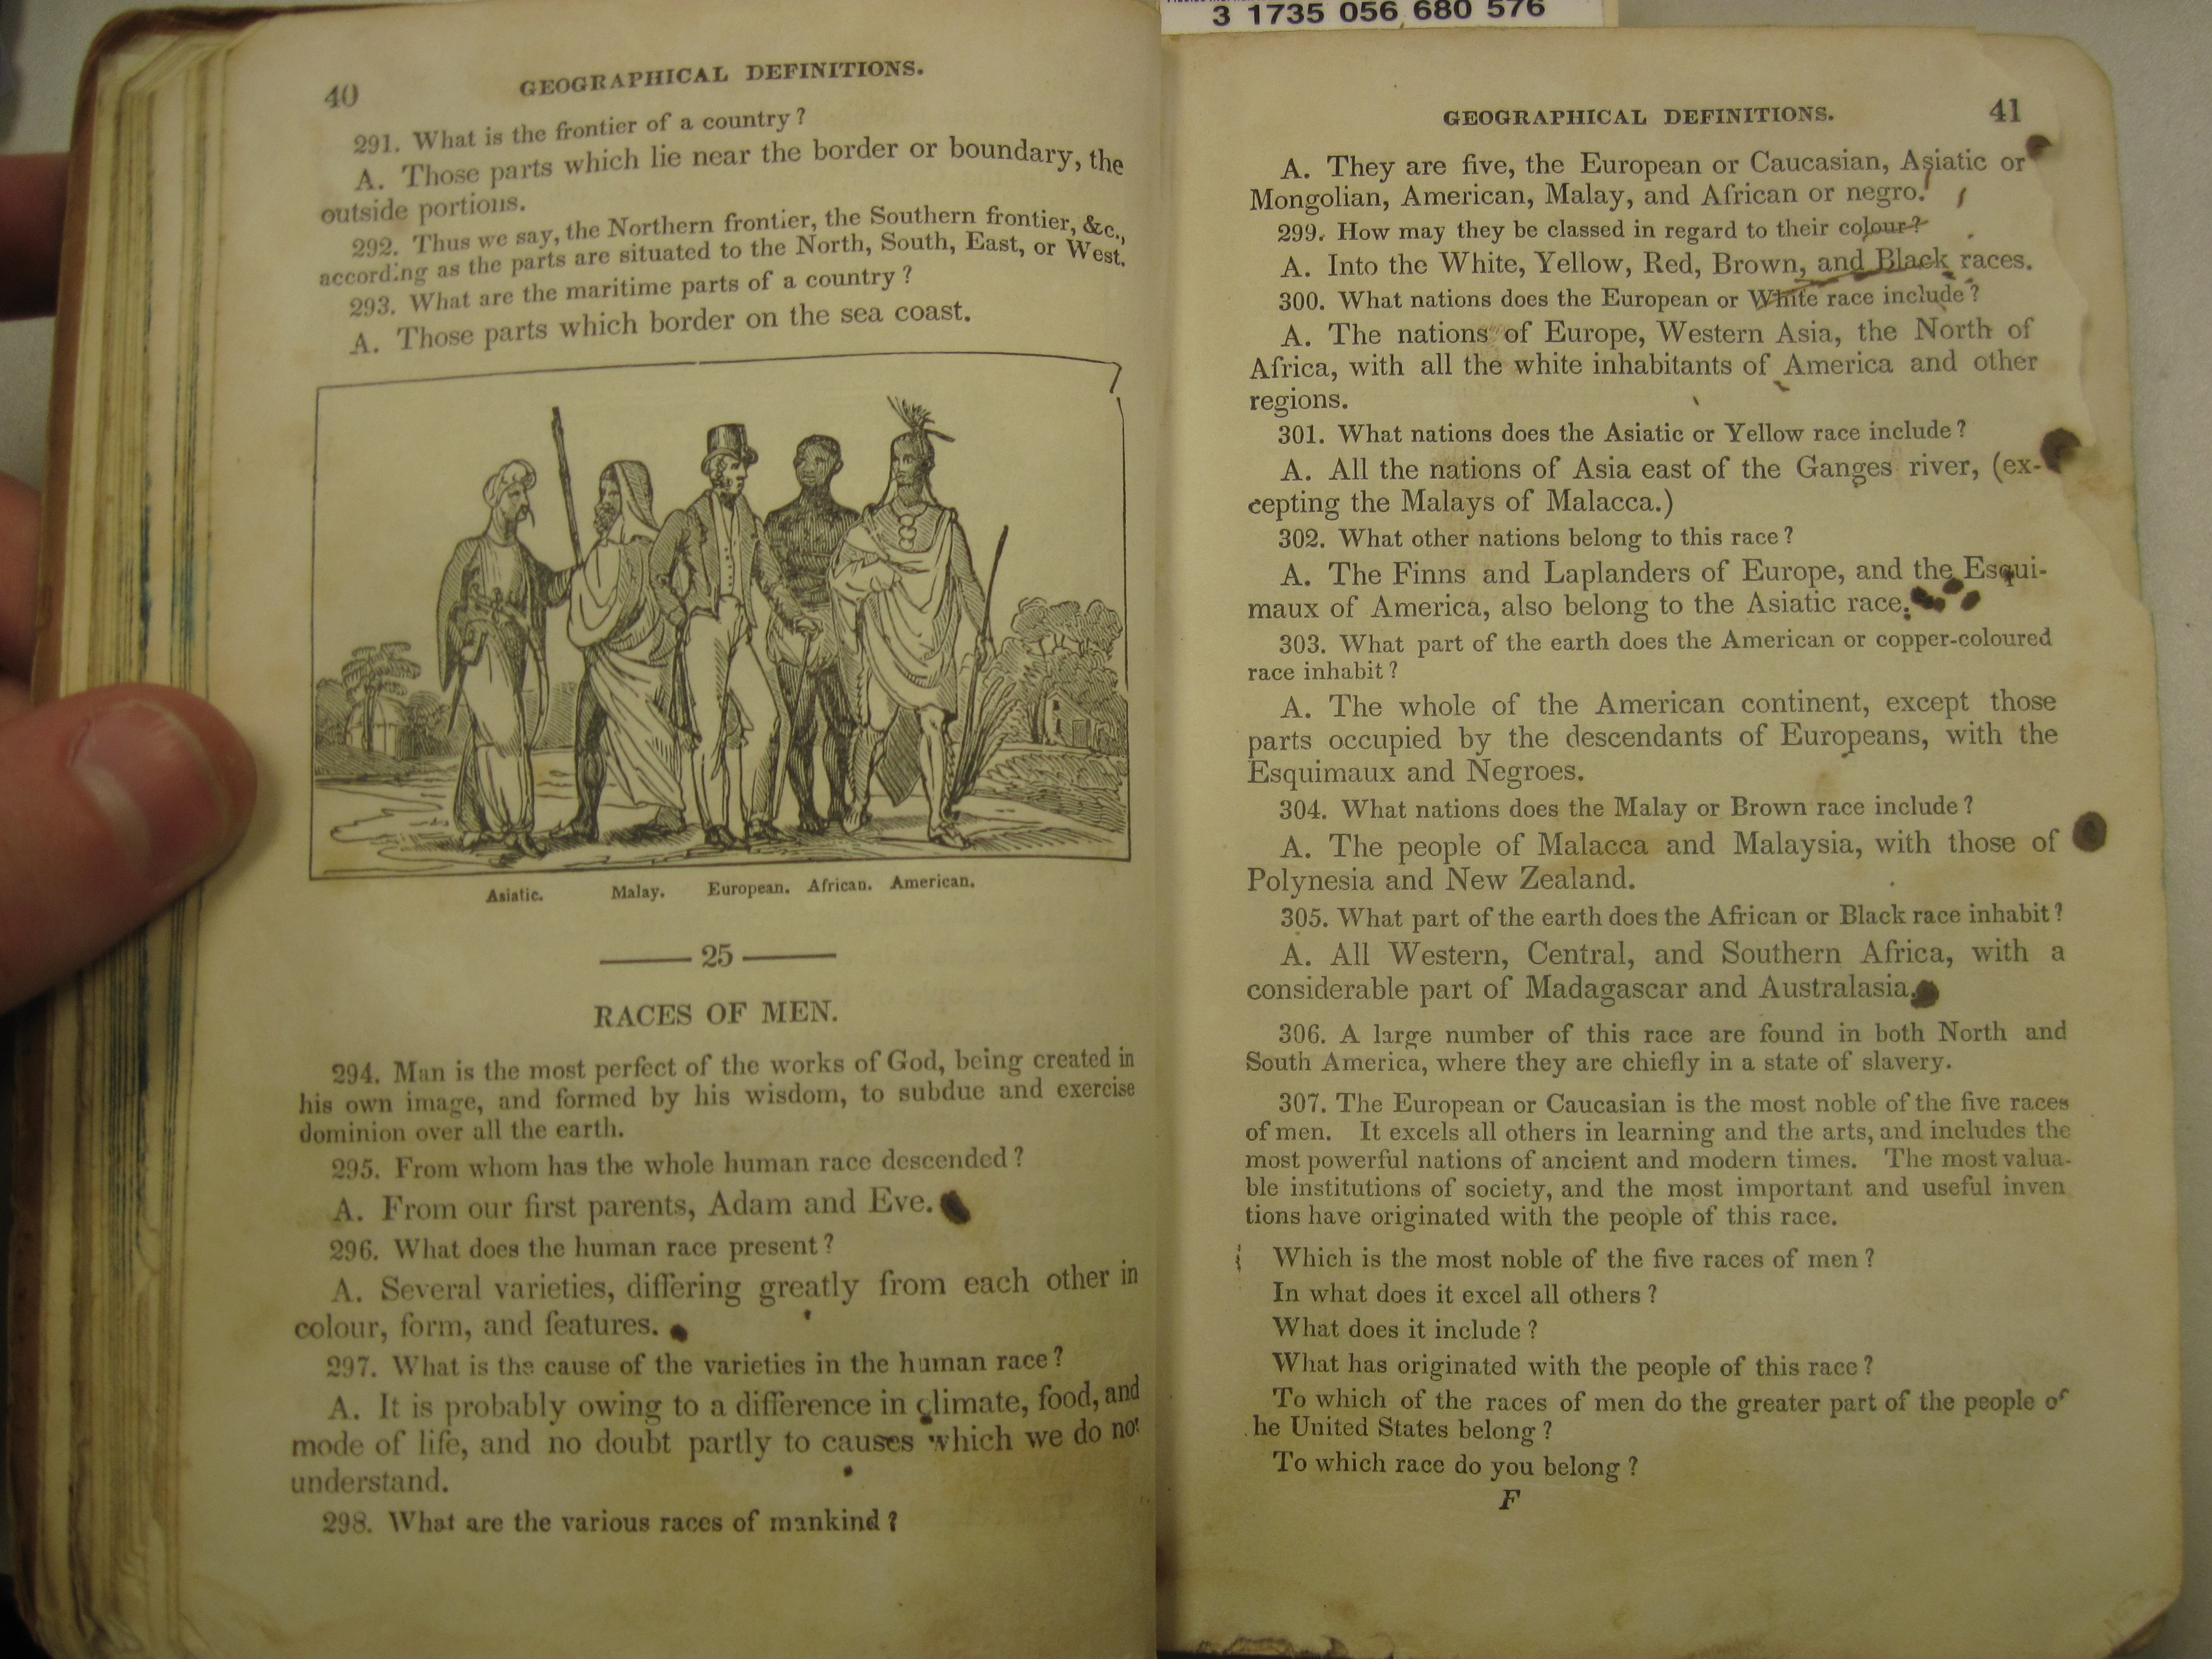 40
GEOGRAPHICAL DEFINITIONS.
291. What is the frontier of a country?
A. Those parts which lie near the border or boundary, the
outside portions.
292. Thus we say, the Northern frontier, the Southern frontier, &c.,
according as the parts are situated to the North, South, East, or West.
293. What are the maritime parts of a country?
A. Those parts which border on the sea coast.
Asiatic. Malay. European. African. American.
25
RACES OF MEN.
294. Man is the most perfect of the works of God, being created in
his own image, and formed by his wisdom, to subdue and exercise
dominion over all the earth.
295. From whom has the whole human race descended?
A. From our first parents, Adam and Eve.
296. What does the human race present?
A. Several varieties, differing greatly from each other in
colour, form, and features.
297. What is the cause of the varieties in the human race?
A. It is probably owing to a difference in climate, food, and
mode of life, and no doubt partly to causes which we do not
understand.
298. What are the various races of mankind?
3 1735 056 680 576
GEOGRAPHICAL DEFINITIONS.
41
A. They are five, the European or Caucasian, Asiatic or
Mongolian, American, Malay, and African or negro.
299. How may they be classed in regard to their colour?
A. Into the White, Yellow, Red, Brown, and Black races.
300. What nations does the European or White race include?
A. The nations of Europe, Western Asia, the North of
Africa, with all the white inhabitants of America and other
regions.
301. What nations does the Asiatic or Yellow race include?
A. All the nations of Asia east of the Ganges river, (ex-
cepting the Malays of Malacca.)
302. What other nations belong to this race?
A. The Finns and Laplanders of Europe, and the Esqui-
maux of America, also belong to the Asiatic race.
303. What part of the earth does the American or copper-coloured
race inhabit?
A. The whole of the American continent, except those
parts occupied by the descendants of Europeans, with the
Esquimaux and Negroes.
304. What nations does the Malay or Brown race include?
A. The people of Malacca and Malaysia, with those of
Polynesia and New Zealand.
305. What part of the earth does the African or Black race inhabit?
A. All Western, Central, and Southern Africa, with a
considerable part of Madagascar and Australasia.
306. A large number of this race are found in both North and
South America, where they are chiefly in a state of slavery.
307. The European or Caucasian is the most noble of the five races
of men. It excels all others in learning and the arts, and includes the
most powerful nations of ancient and modern times. The most valua-
ble institutions of society, and the most important and useful inven
tions have originated with the people of this race.
Which is the most noble of the five races of men?
In what does it excel all others?
What does it include?
What has originated with the people of this race?
To which of the races of men do the greater part of the people of
he United States belong?
To which race do you belong?
F